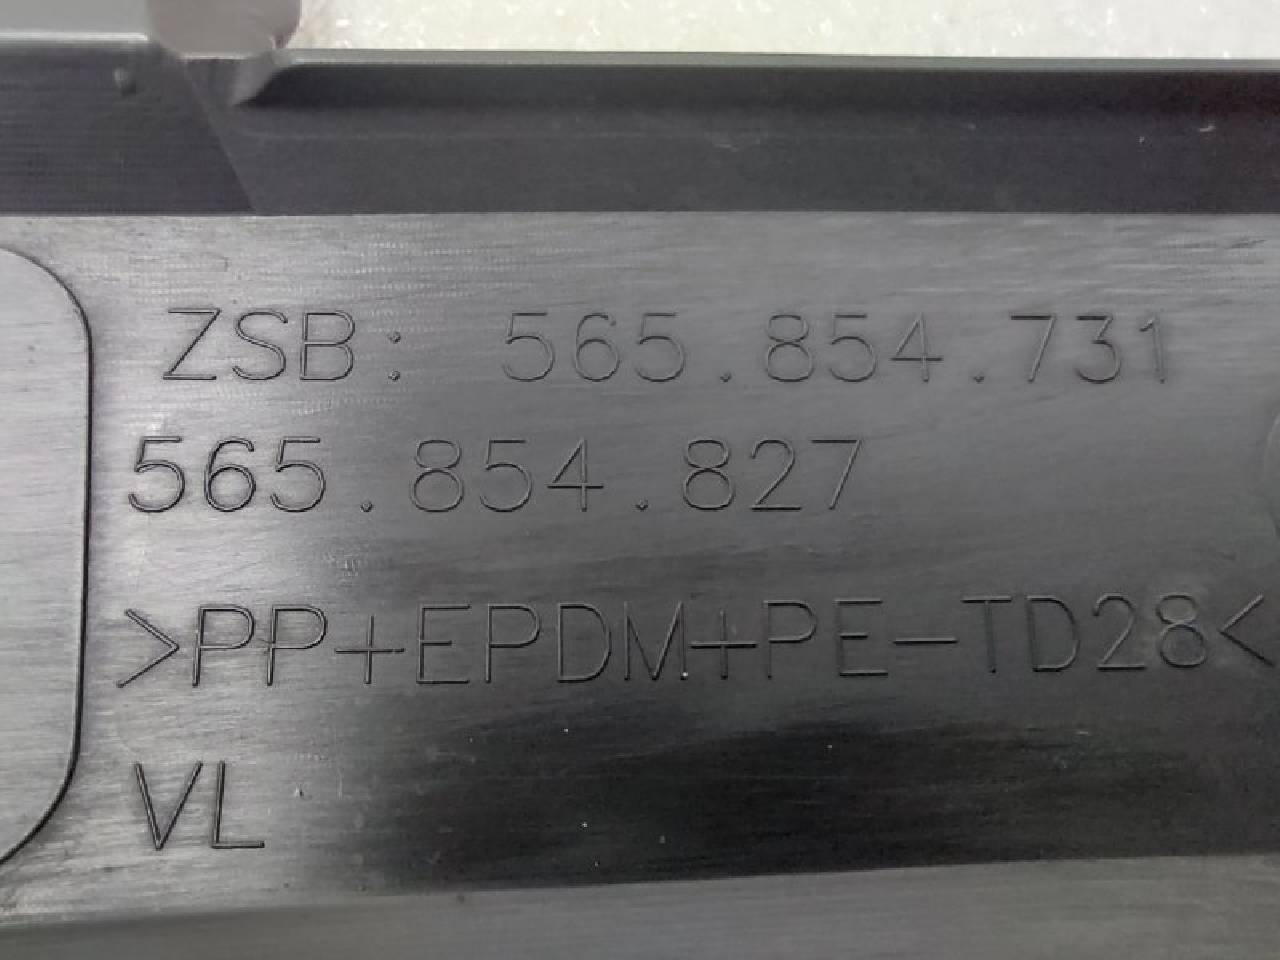 ZSB: 565.854.731
565.854.827
>PP+EPDM+PE-TD28<
VL